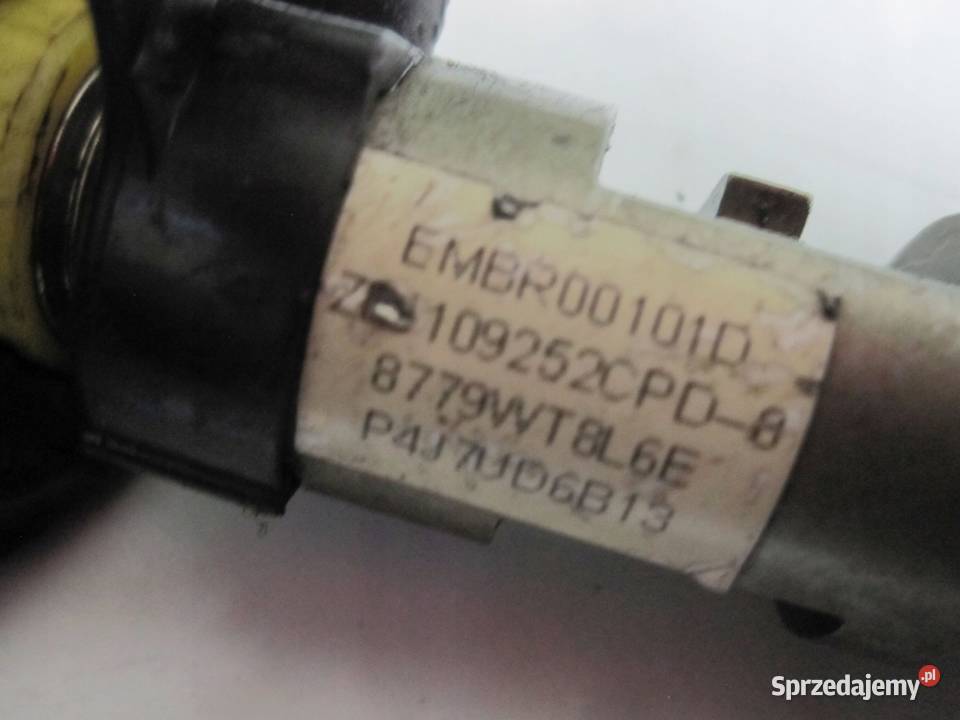 EMBR00101D
109252CPD-8
8779WT8L6E
P4J7UD6B13
Sprzedajemy.pl